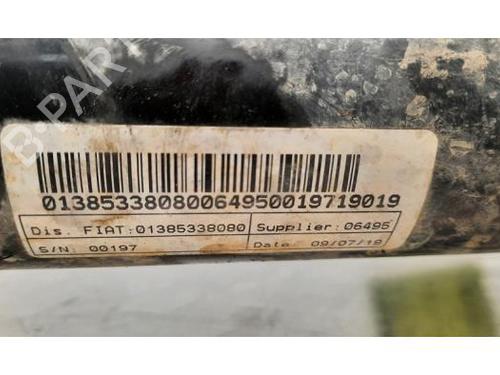 B-PARTS
01385338080064950019719019
Dis. FIAT:01385338080 Supplier:06495
S/N: 00197 Date: 09/07/19